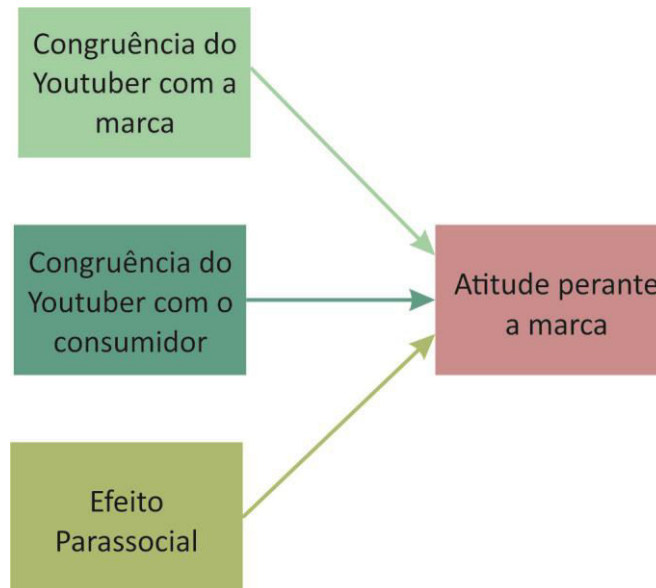 Congruência do
Youtuber com a
marca
Congruência do
Youtuber com o
consumidor
Atitude perante
a marca
Efeito
Parassocial